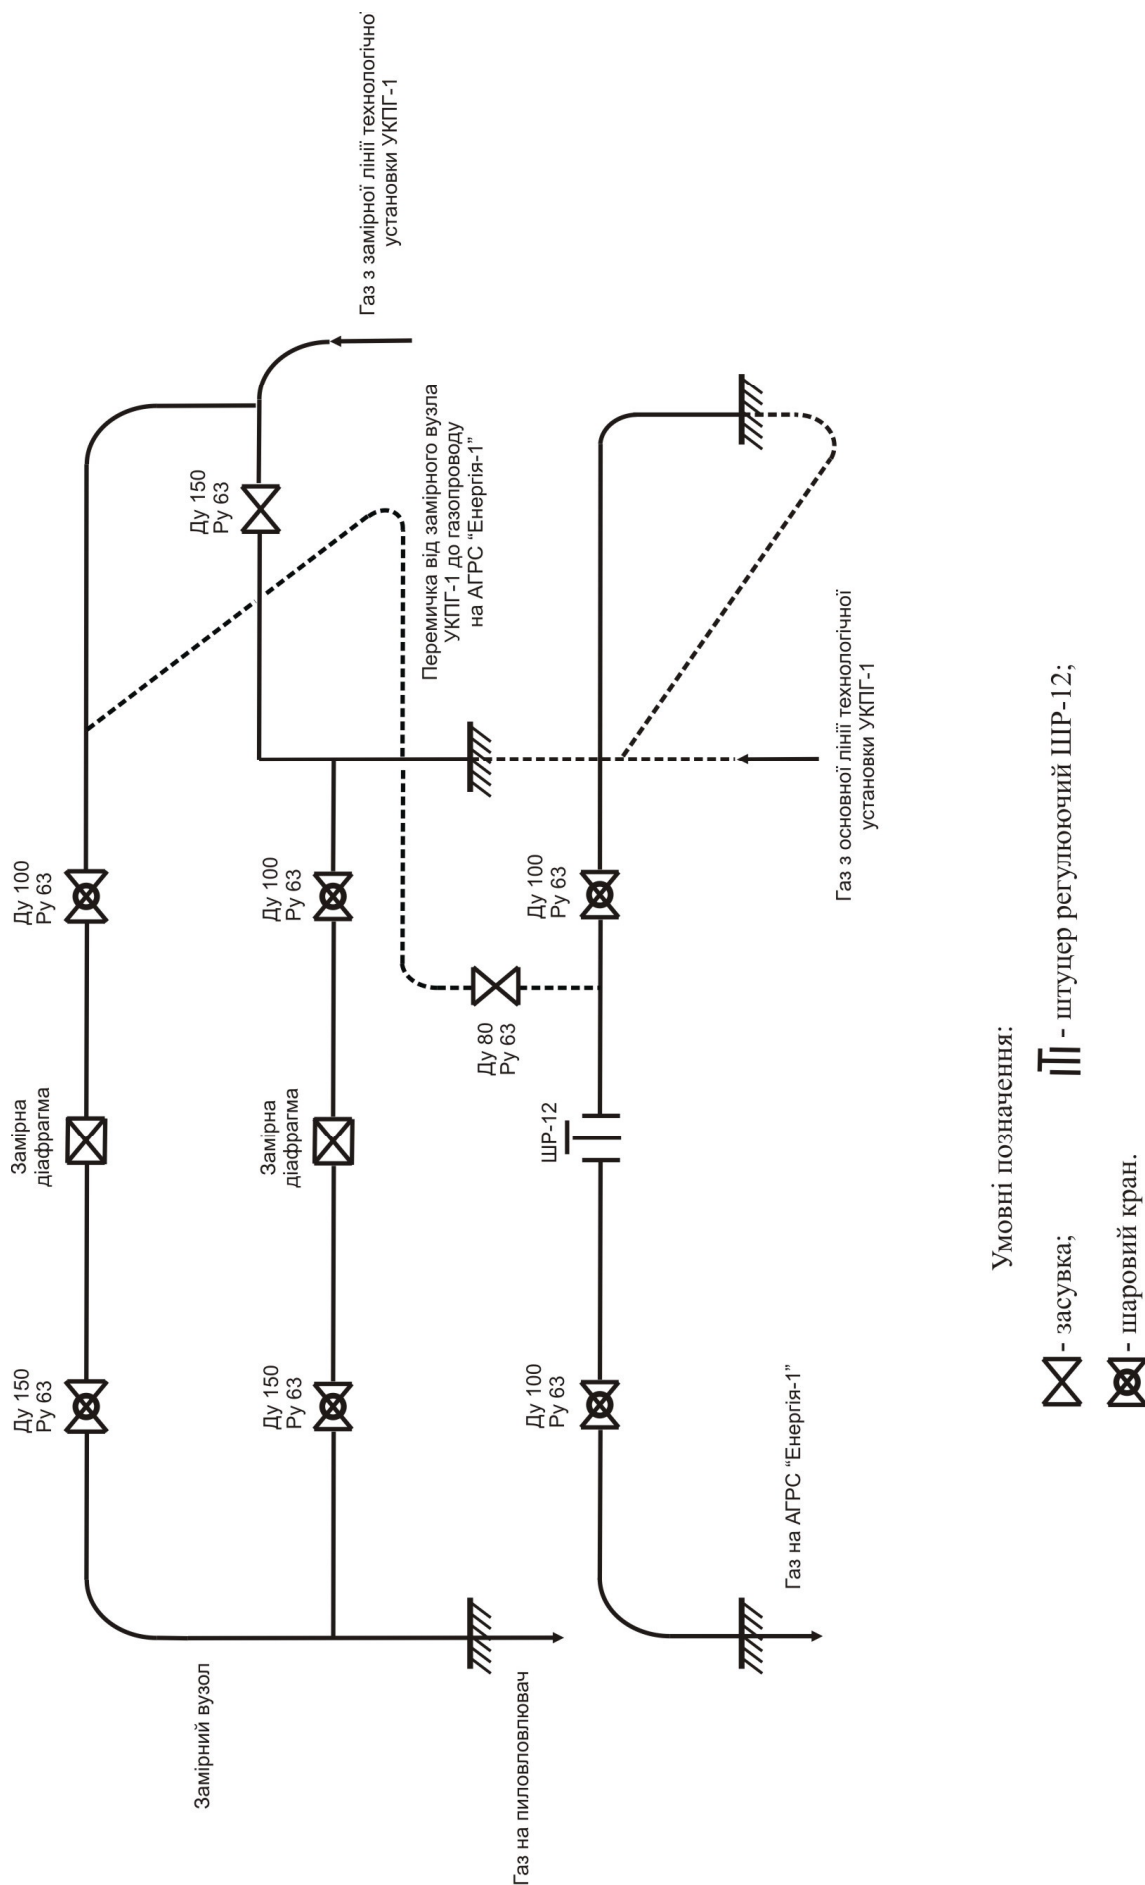 Ду 150
Ру 63
Замірна
діафрагма
Ду 100
Ру 63
Замірний вузол
Ду 150
Ру 63
Ду 150
Ру 63
Замірна
діафрагма
Ду 100
Ру 63
Газ з замірної лінії технологічно
установки УКПГ-1
Перемичка від замірного вузла
УКПГ-1 до газопроводу
на АГРС “Енергія-1”
Ду 80
Ру 63
Газ на пиловловлювач
Ду 100
Ру 63
ШР-12
Ду 100
Ру 63
Газ на АГРС “Енергія-1”
Газ з основної лінії технологічної
установки УКПГ-1
Умовні позначення:
- засувка;
- штуцер регулюючий ШР-12;
- шаровий кран.